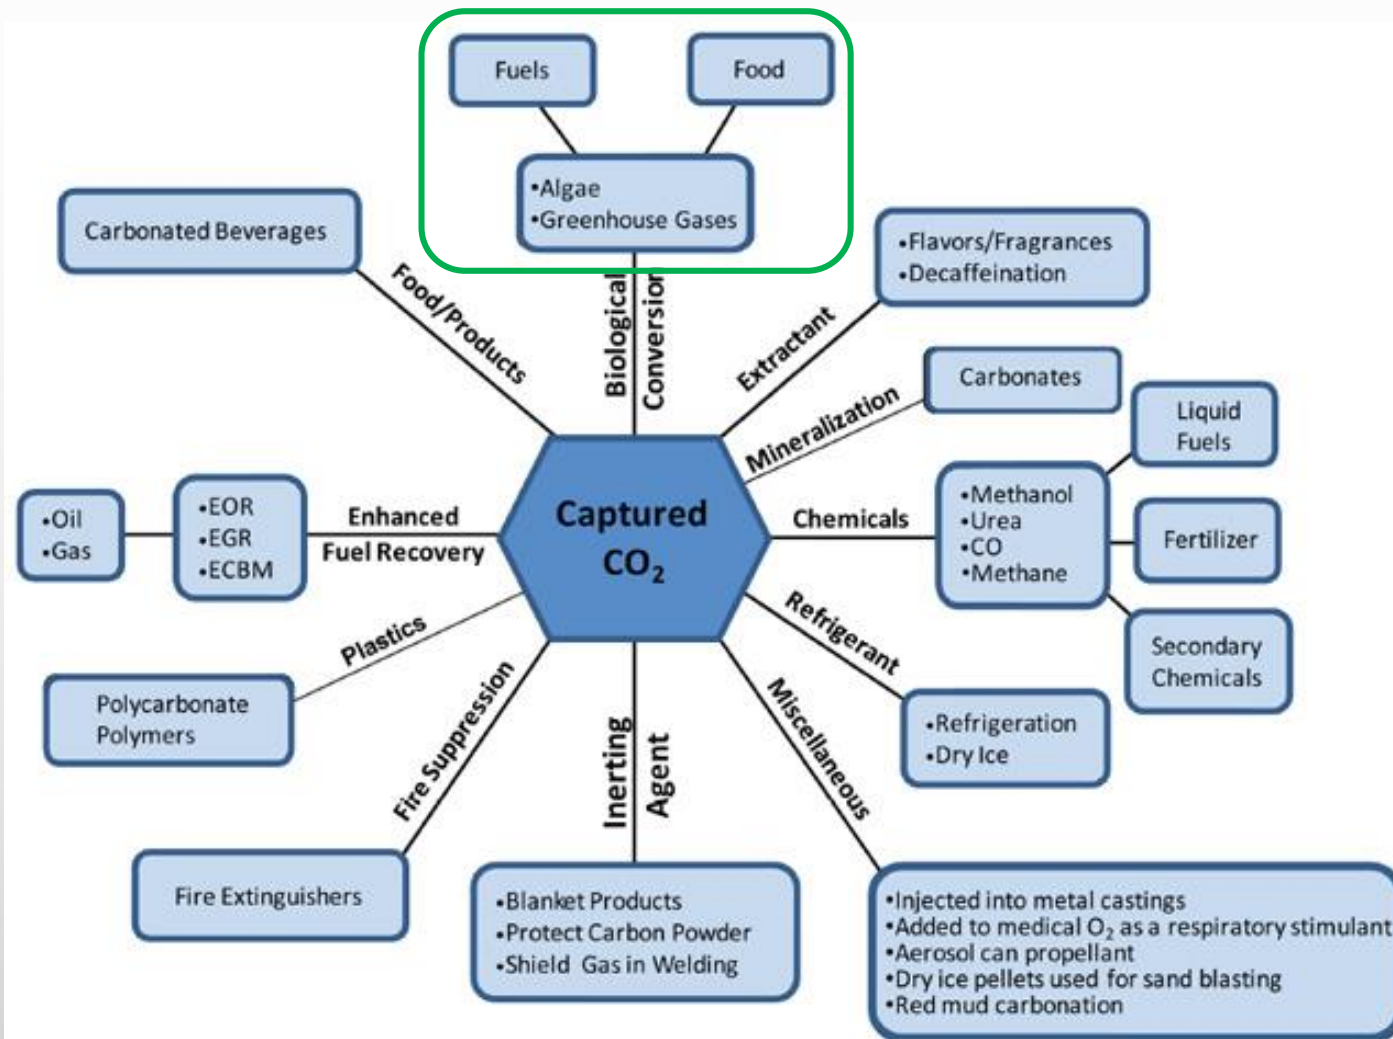 Fuels
Food
•Algae
•Greenhouse Gases
Carbonated Beverages
•Flavors/Fragrances
•Decaffeination
Food/Products
Biological
Conversion
Extractant
Mineralization
Carbonates
Liquid
Fuels
•Oil
•Gas
•EOR
•EGR
•ECBM
Enhanced
Fuel Recovery
Captured
CO₂
Chemicals
•Methanol
•Urea
•CO
•Methane
Fertilizer
Secondary
Chemicals
Plastics
Polycarbonate
Polymers
Refrigerant
•Refrigeration
•Dry Ice
Fire Suppression
Fire Extinguishers
Inerting
Agent
•Blanket Products
•Protect Carbon Powder
•Shield Gas in Welding
Miscellaneous
•Injected into metal castings
•Added to medical O₂ as a respiratory stimulant
•Aerosol can propellant
•Dry ice pellets used for sand blasting
•Red mud carbonation